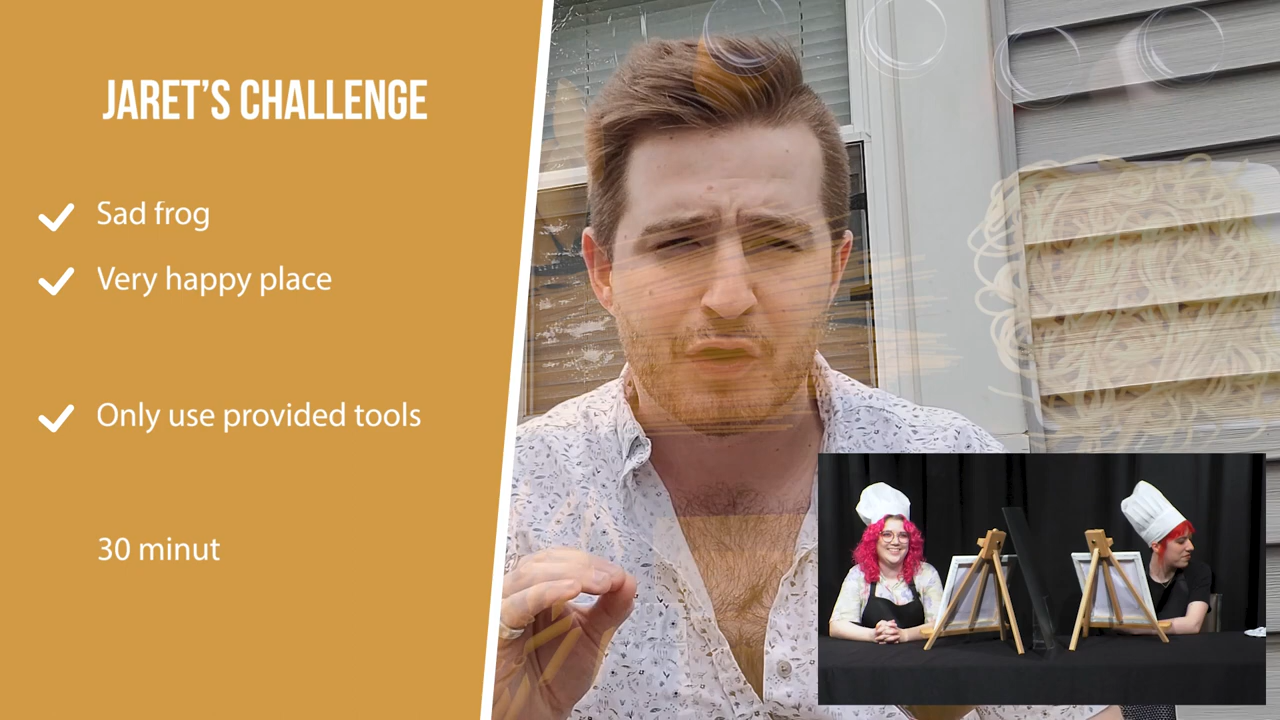 JARET'S CHALLENGE
Sad frog
Very happy place
Only use provided tools
30 minut